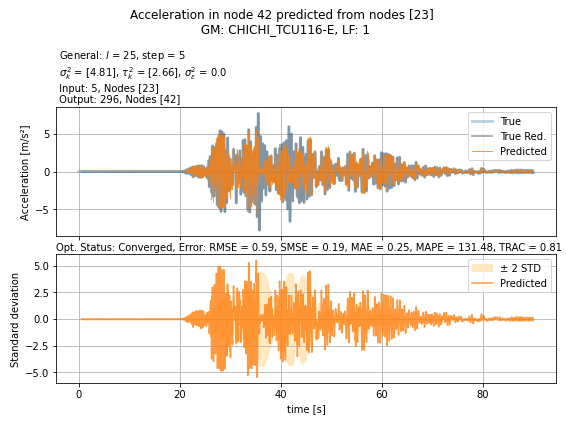 Acceleration in node 42 predicted from nodes [23]
GM: CHICHI_TCU116-E, LF: 1
General: l = 25, step = 5
σ²ₖ = [4.81], τ²ₖ = [2.66], σ²ε = 0.0
Input: 5, Nodes [23]
Output: 296, Nodes [42]
Acceleration [m/s²]
5
0
−5
True
True Red.
Predicted
Opt. Status: Converged, Error: RMSE = 0.59, SMSE = 0.19, MAE = 0.25, MAPE = 131.48, TRAC = 0.81
Standard deviation
5.0
2.5
0.0
−2.5
−5.0
± 2 STD
Predicted
0 20 40 60 80
time [s]